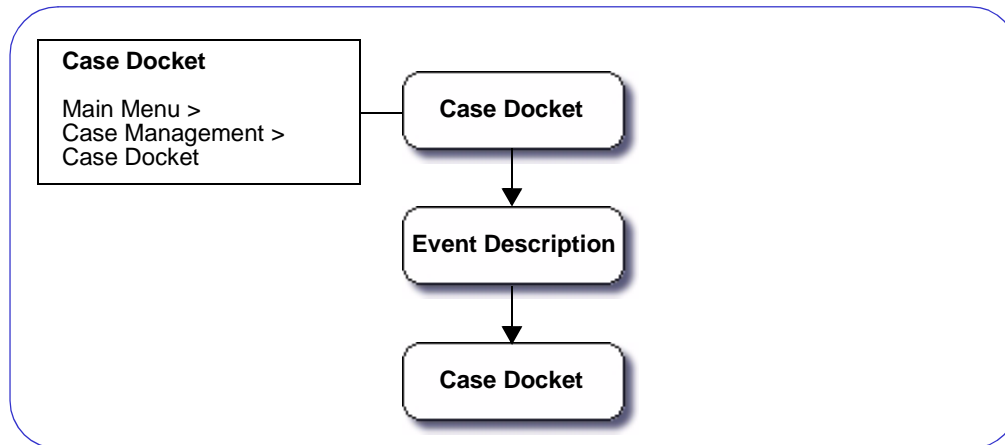 Case Docket
Main Menu >
Case Management >
Case Docket
Case Docket
Event Description
Case Docket